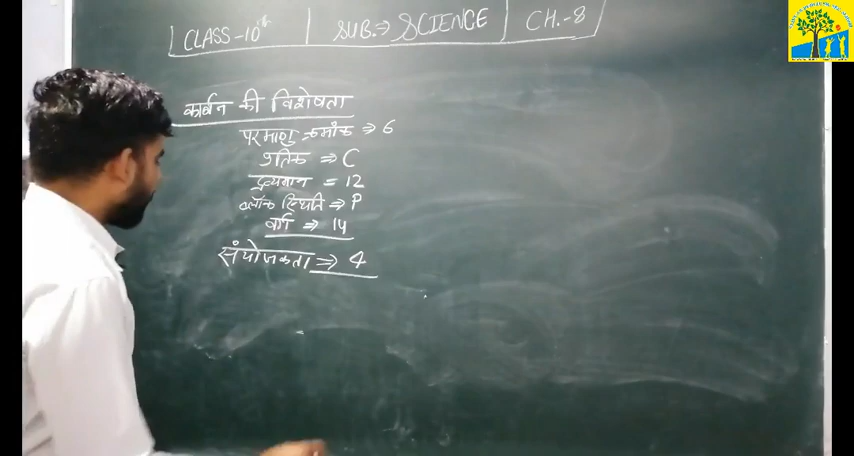 CLASS-10th | SUB.⇒ SCIENCE | CH.-8
कार्बन की विशेषता
परमाणु क्रमांक ⇒ 6
प्रतिक ⇒ C
द्रव्यमान = 12
ब्लॉक स्थिति ⇒ P
वर्ग ⇒ 14
संयोजकता ⇒ 4